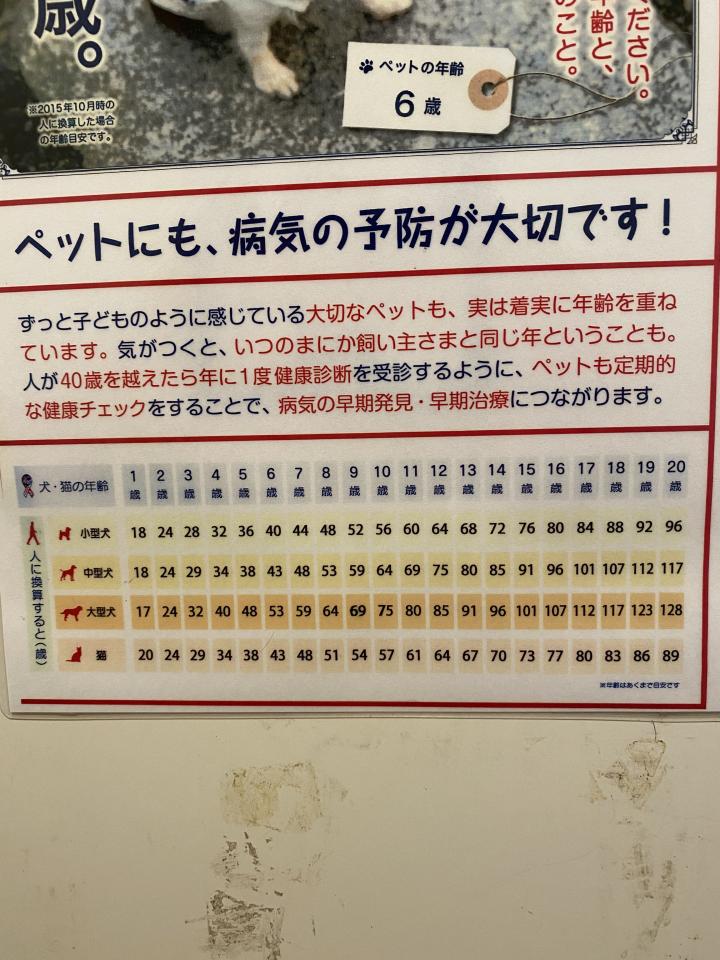 歳。
※2015年10月時の
人に換算した場合
の年齢目安です。
ペットの年齢
6 歳
ださい。
年齢と、
のこと。
ペットにも、病気の予防が大切です！
ずっと子どものように感じている大切なペットも、実は着実に年齢を重ね
ています。気がつくと、いつのまにか飼い主さまと同じ年ということも。
人が40歳を越えたら年に1度健康診断を受診するように、ペットも定期的
な健康チェックをすることで、病気の早期発見・早期治療につながります。
犬・猫の年齢 1歳 2歳 3歳 4歳 5歳 6歳 7歳 8歳 9歳 10歳 11歳 12歳 13歳 14歳 15歳 16歳 17歳 18歳 19歳 20歳
人に換算すると（歳）
小型犬 18 24 28 32 36 40 44 48 52 56 60 64 68 72 76 80 84 88 92 96
中型犬 18 24 29 34 38 43 48 53 59 64 69 75 80 85 91 96 101 107 112 117
大型犬 17 24 32 40 48 53 59 64 69 75 80 85 91 96 101 107 112 117 123 128
猫 20 24 29 34 38 43 48 51 54 57 61 64 67 70 73 77 80 83 86 89
※年齢はあくまで目安です